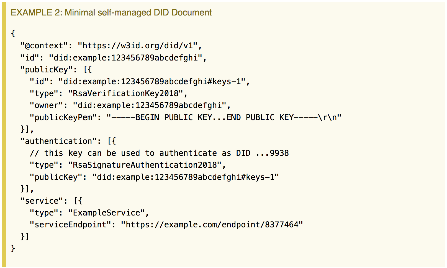 EXAMPLE 2: Minimal self-managed DID Document
{
"@context": "https://w3id.org/did/v1",
"id": "did:example:123456789abcdefghi",
"publicKey": [{
"id": "did:example:123456789abcdefghi#keys-1",
"type": "RsaVerificationKey2018",
"owner": "did:example:123456789abcdefghi",
"publicKeyPem": "-----BEGIN PUBLIC KEY...END PUBLIC KEY-----\r\n"
}],
"authentication": [{
// this key can be used to authenticate as DID ...9938
"type": "RsaSignatureAuthentication2018",
"publicKey": "did:example:123456789abcdefghi#keys-1"
}],
"service": [{
"type": "ExampleService",
"serviceEndpoint": "https://example.com/endpoint/8377464"
}]
}